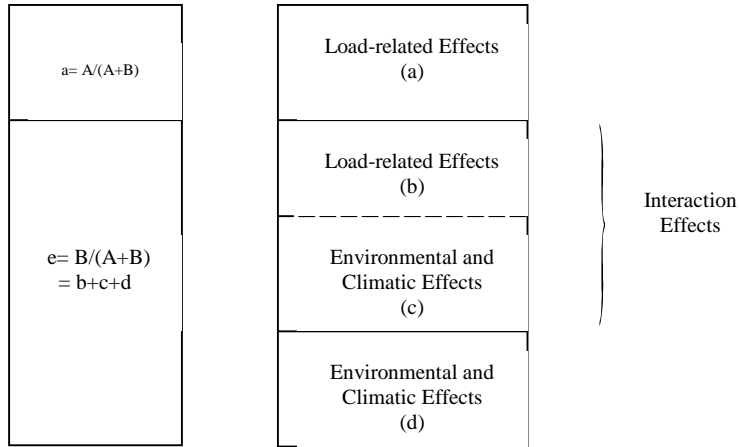 a= A/(A+B)
e= B/(A+B)
= b+c+d
Load-related Effects
(a)
Load-related Effects
(b)
Environmental and
Climatic Effects
(c)
Environmental and
Climatic Effects
(d)
Interaction
Effects